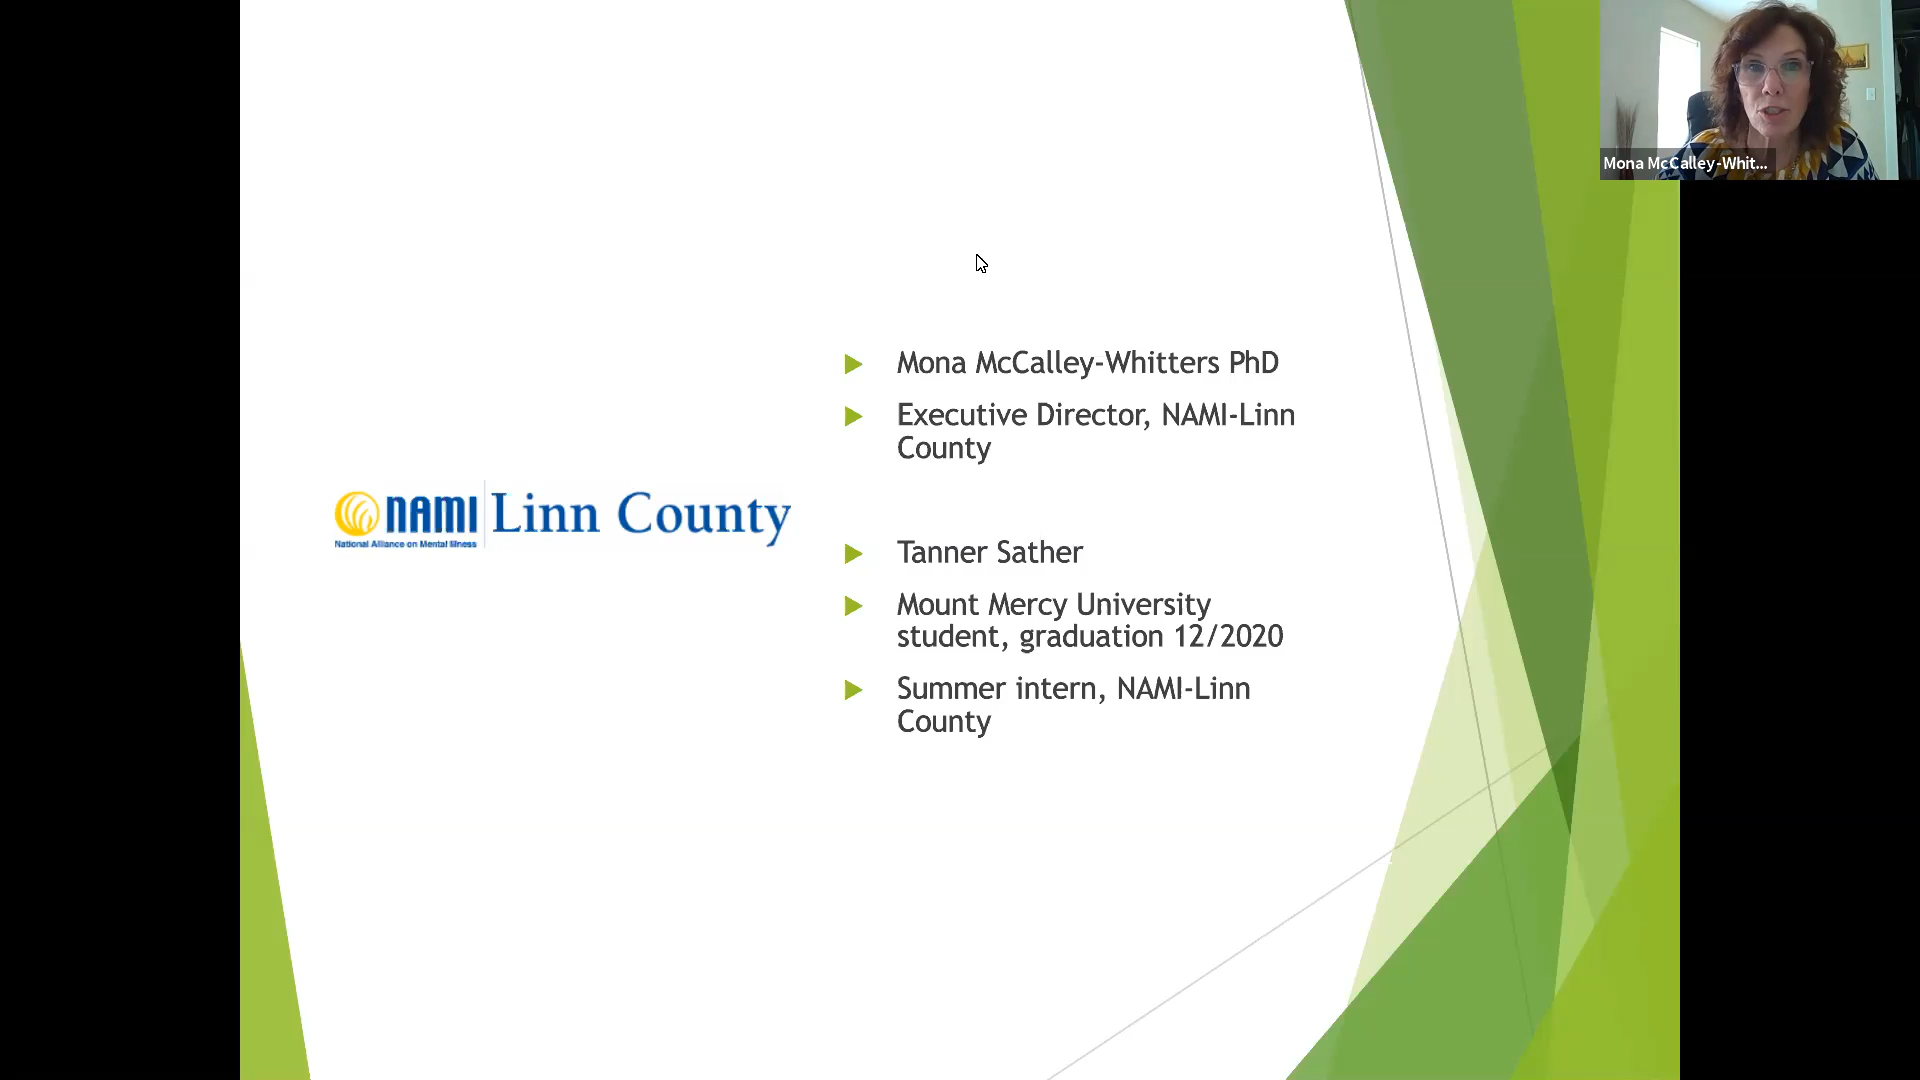 Mona McCalley-Whit...
Mona McCalley-Whitters PhD
Executive Director, NAMI-Linn
County
NAMI Linn County
National Alliance on Mental Illness
Tanner Sather
Mount Mercy University
student, graduation 12/2020
Summer intern, NAMI-Linn
County